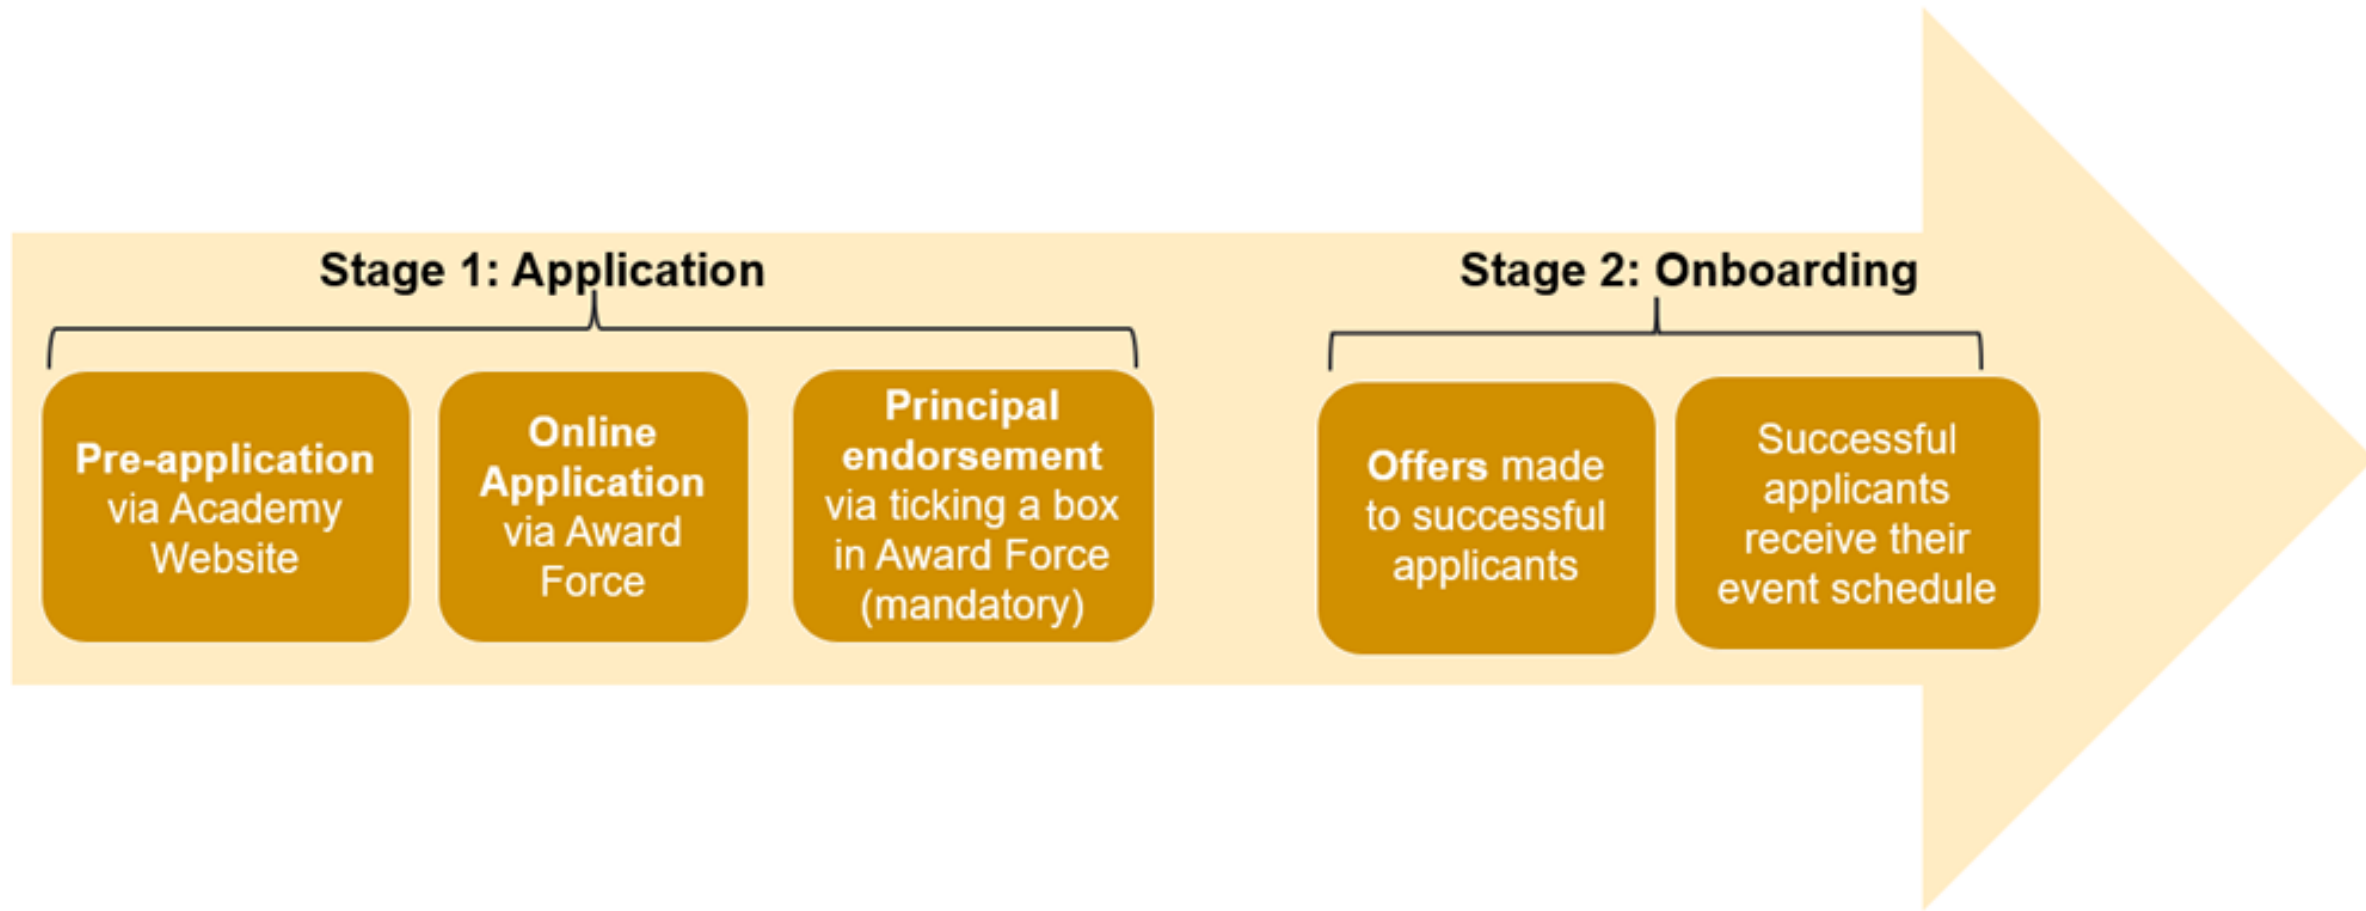 Stage 1: Application
Pre-application
via Academy
Website
Online
Application
via Award
Force
Principal
endorsement
via ticking a box
in Award Force
(mandatory)
Stage 2: Onboarding
Offers made
to successful
applicants
Successful
applicants
receive their
event schedule